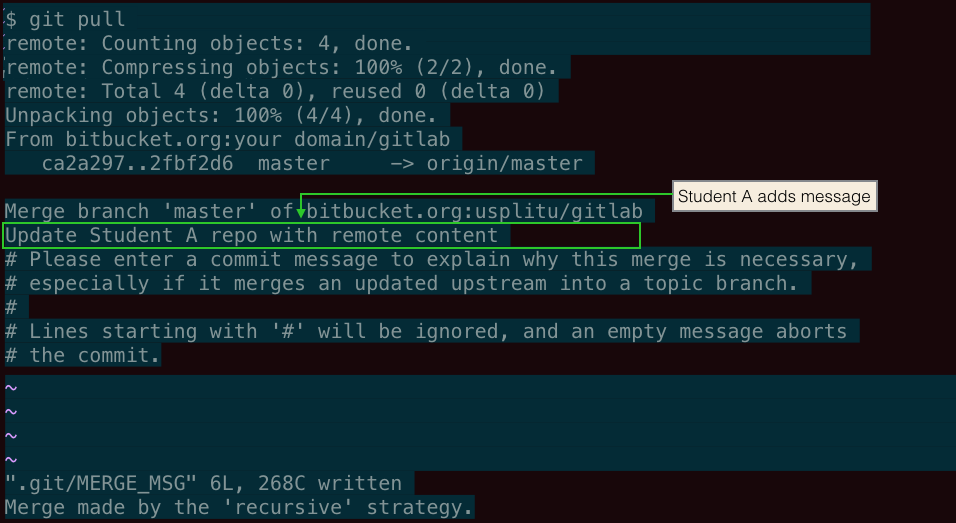 $ git pull
remote: Counting objects: 4, done.
remote: Compressing objects: 100% (2/2), done.
remote: Total 4 (delta 0), reused 0 (delta 0)
Unpacking objects: 100% (4/4), done.
From bitbucket.org:your domain/gitlab
   ca2a297..2fbf2d6  master     -> origin/master
Student A adds message
Merge branch 'master' of bitbucket.org:usplitu/gitlab
Update Student A repo with remote content
# Please enter a commit message to explain why this merge is necessary,
# especially if it merges an updated upstream into a topic branch.
#
# Lines starting with '#' will be ignored, and an empty message aborts
# the commit.
~
~
~
~
".git/MERGE_MSG" 6L, 268C written
Merge made by the 'recursive' strategy.